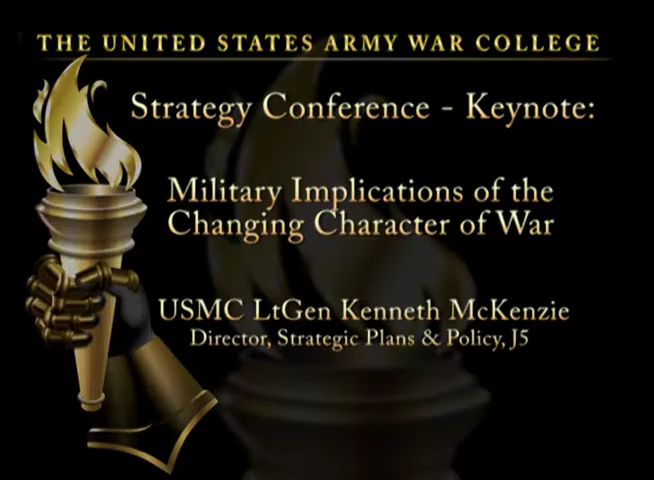 THE UNITED STATES ARMY WAR COLLEGE
Strategy Conference - Keynote:
Military Implications of the
Changing Character of War
USMC LtGen Kenneth McKenzie
Director, Strategic Plans & Policy, J5